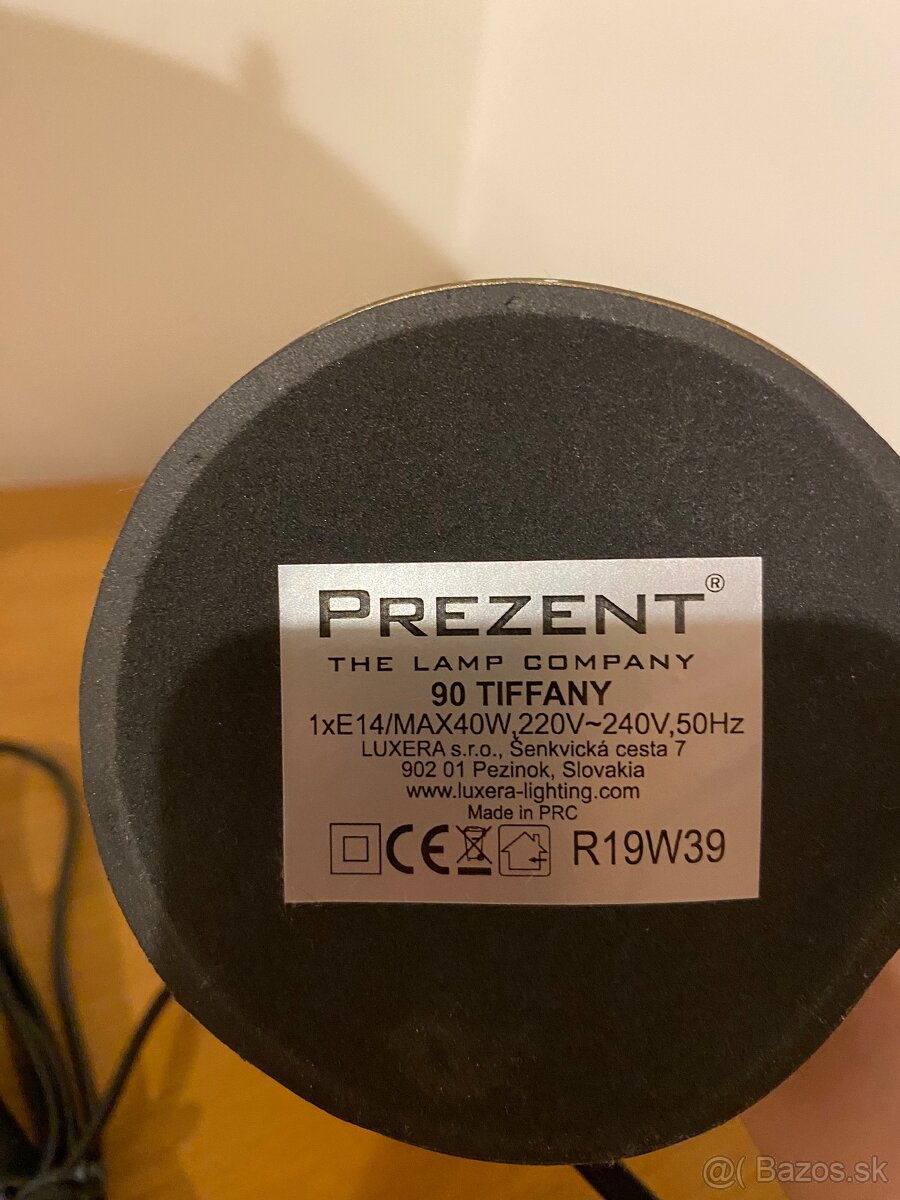 PREZENT®
THE LAMP COMPANY
90 TIFFANY
1xE14/MAX40W,220V~240V,50Hz
LUXERA s.r.o., Šenkvická cesta 7
902 01 Pezinok, Slovakia
www.luxera-lighting.com
Made in PRC
CE R19W39
@( Bazos.sk